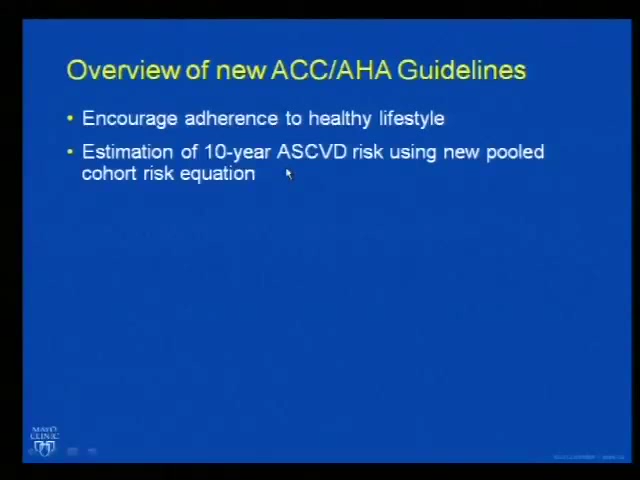 Overview of new ACC/AHA Guidelines
• Encourage adherence to healthy lifestyle
• Estimation of 10-year ASCVD risk using new pooled
cohort risk equation
MAYO
CLINIC